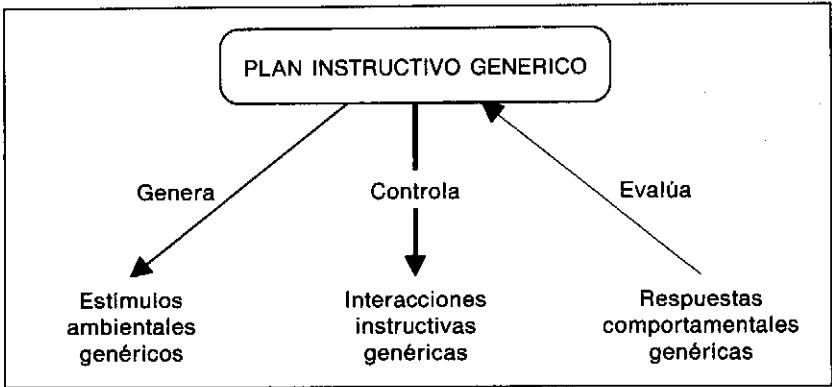 PLAN INSTRUCTIVO GENERICO
Genera
Controla
Evalúa
Estímulos
ambientales
genéricos
Interacciones
instructivas
genéricas
Respuestas
comportamentales
genéricas